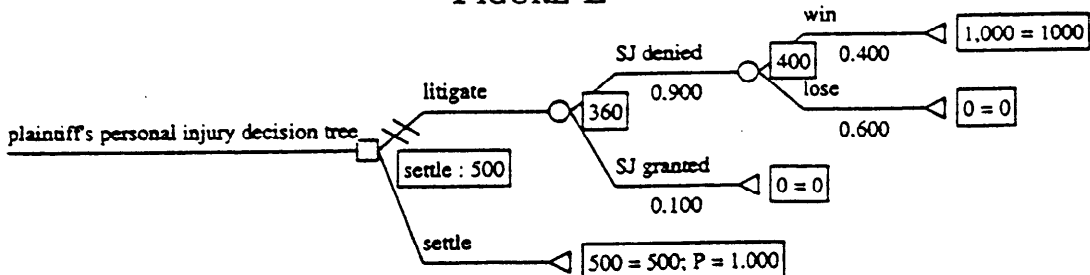 FIGURE E
win
1,000 = 1000
SJ denied
400
0.400
litigate
0.900
lose
360
0 = 0
plaintiff's personal injury decision tree
0.600
settle : 500
SJ granted
0 = 0
0.100
settle
500 = 500; P = 1.000